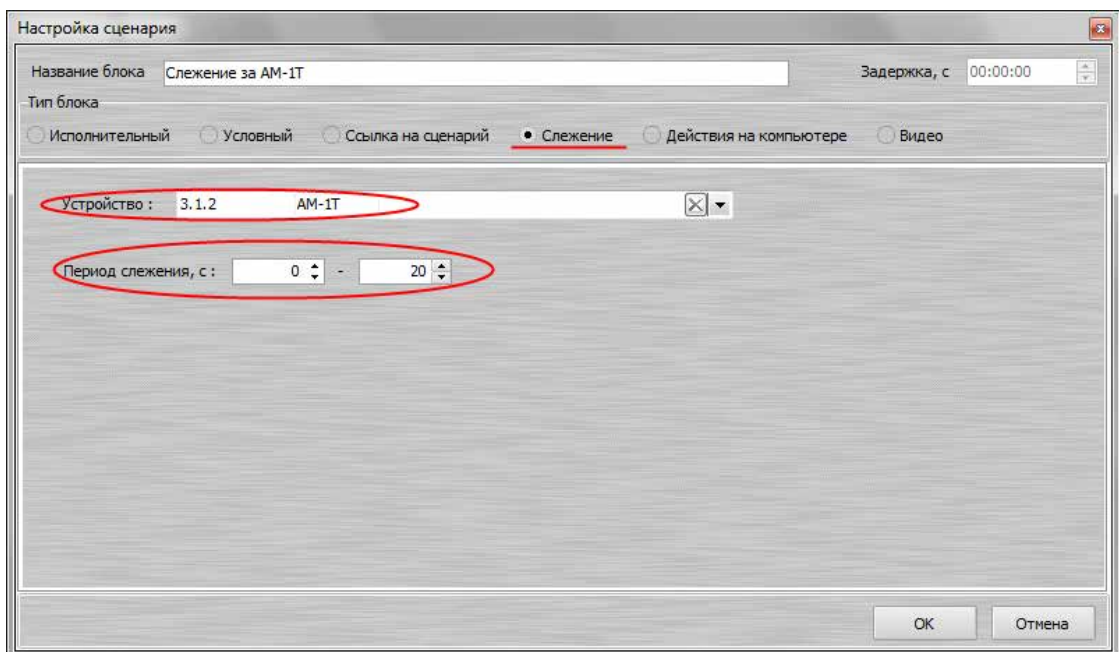 Настройка сценария
Название блока Слежение за АМ-1Т Задержка, с 00:00:00
Тип блока
Исполнительный Условный Ссылка на сценарий Слежение Действия на компьютере Видео
Устройство : 3.1.2 АМ-1Т
Период слежения, с : 0 - 20
ОК Отмена